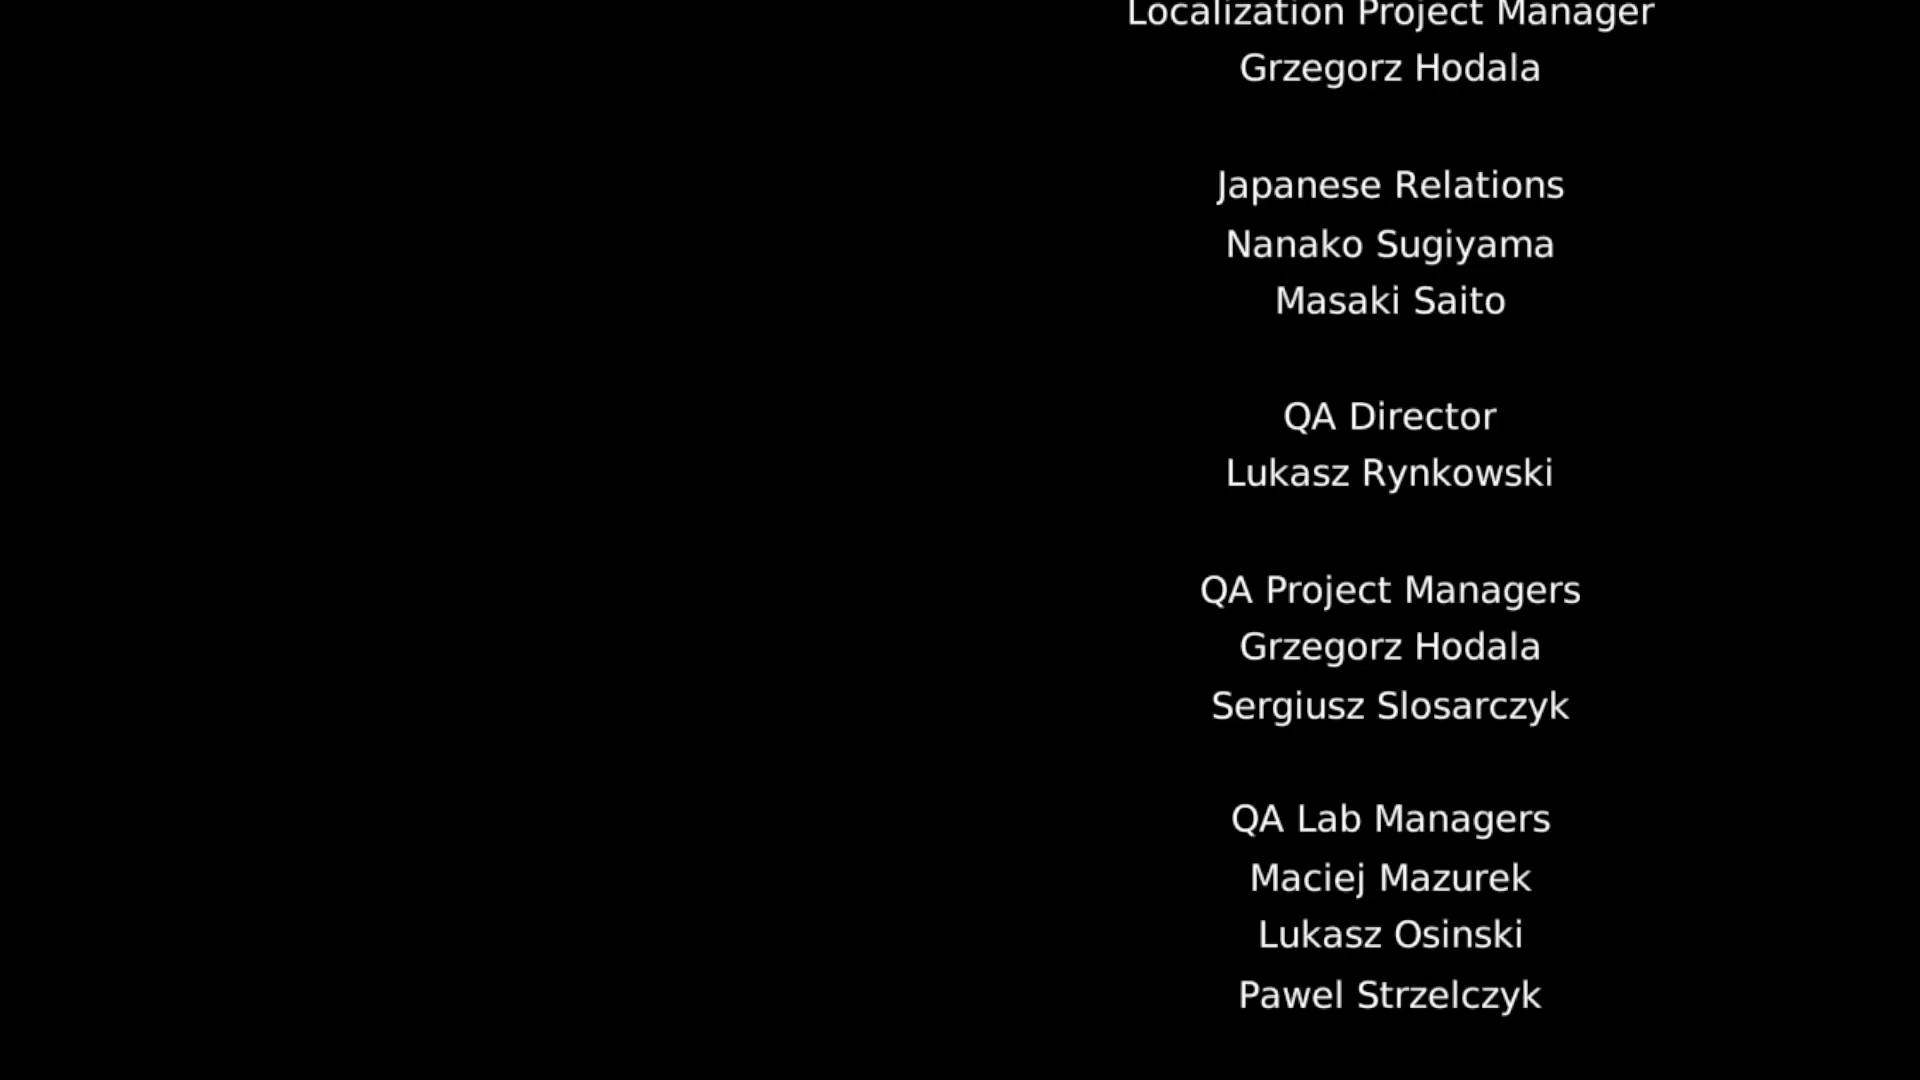 Localization Project Manager
Grzegorz Hodala
Japanese Relations
Nanako Sugiyama
Masaki Saito
QA Director
Lukasz Rynkowski
QA Project Managers
Grzegorz Hodala
Sergiusz Slosarczyk
QA Lab Managers
Maciej Mazurek
Lukasz Osinski
Pawel Strzelczyk